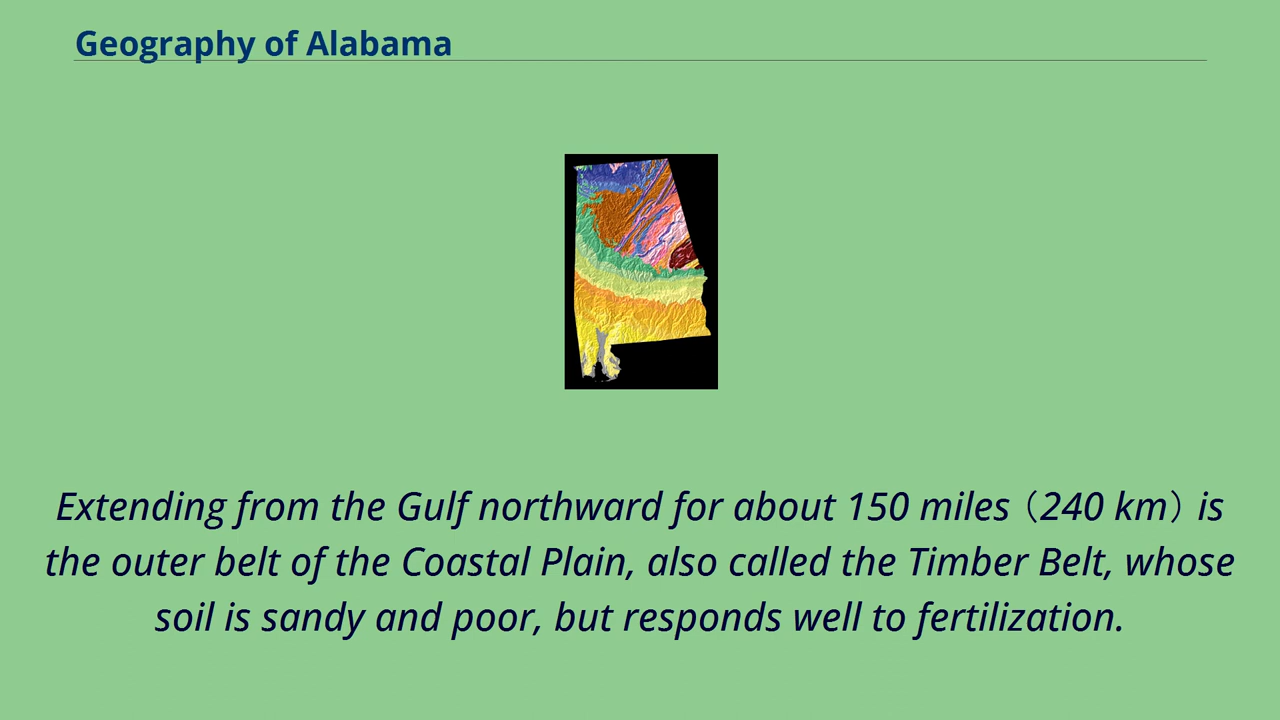 Geography of Alabama
Extending from the Gulf northward for about 150 miles (240 km) is
the outer belt of the Coastal Plain, also called the Timber Belt, whose
soil is sandy and poor, but responds well to fertilization.